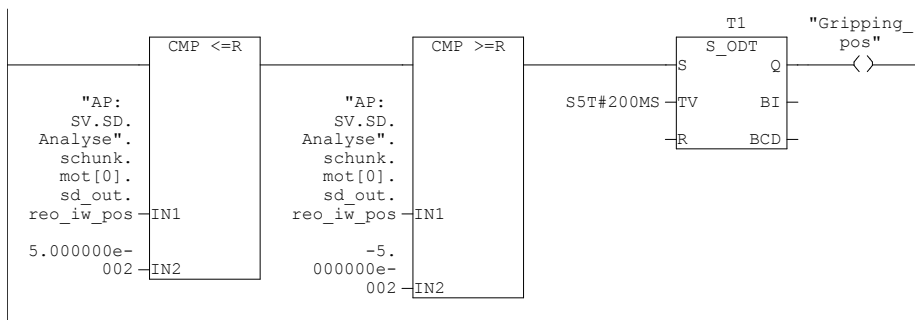 CMP <=R
"AP:
SV.SD.
Analyse".
schunk.
mot[0].
sd_out.
reo_iw_pos
IN1
5.000000e-
002
IN2
CMP >=R
"AP:
SV.SD.
Analyse".
schunk.
mot[0].
sd_out.
reo_iw_pos
IN1
-5.
000000e-
002
IN2
T1
S_ODT
S
Q
S5T#200MS
TV
BI
R
BCD
"Gripping_
pos"